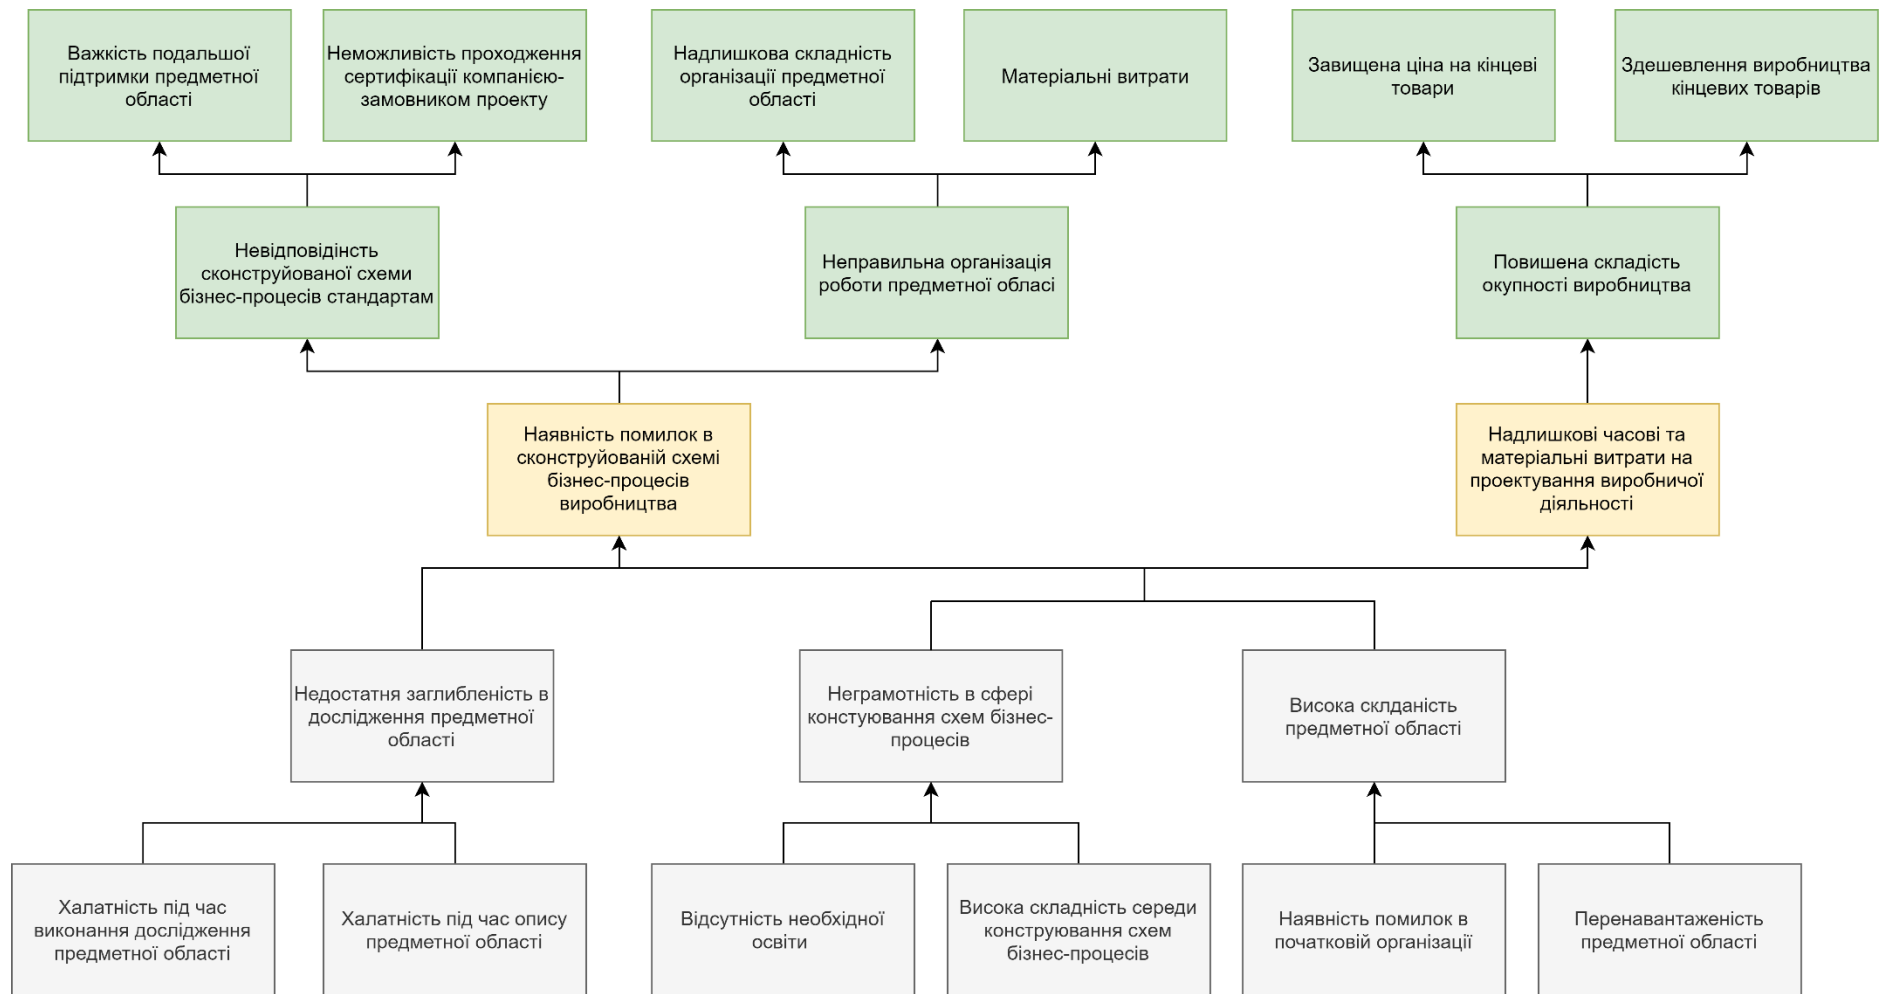 Важкість подальшої
підтримки предметної
області
Неможливість проходження
сертифікації компанією-
замовником проекту
Надлишкова складність
організації предметної
області
Матеріальні витрати
Завищена ціна на кінцеві
товари
Здешевлення виробництва
кінцевих товарів
Невідповідінсть
сконструйованої схеми
бізнес-процесів стандартам
Неправильна організація
роботи предметної обласі
Повишена складість
окупності виробництва
Наявність помилок в
сконструйованій схемі
бізнес-процесів
виробництва
Надлишкові часові та
матеріальні витрати на
проектування виробничої
діяльності
Недостатня заглибленість в
дослідження предметної
області
Неграмотність в сфері
констуювання схем бізнес-
процесів
Висока склданість
предметної області
Халатність під час
виконання дослідження
предметної області
Халатність під час опису
предметної області
Відсутність необхідної
освіти
Висока складність середи
конструювання схем
бізнес-процесів
Наявність помилок в
початковій організації
Перенавантаженість
предметної області